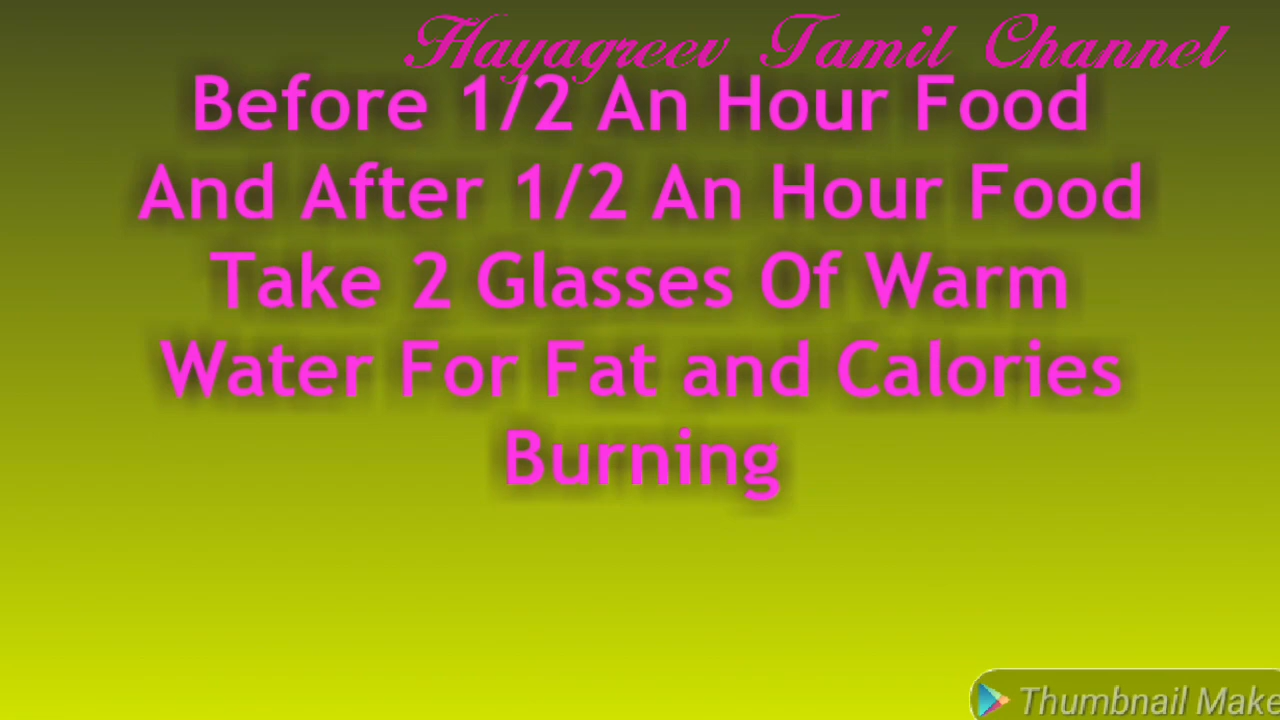 Hayagreev Tamil Channel
Before 1/2 An Hour Food
And After 1/2 An Hour Food
Take 2 Glasses Of Warm
Water For Fat and Calories
Burning
Thumbnail Make